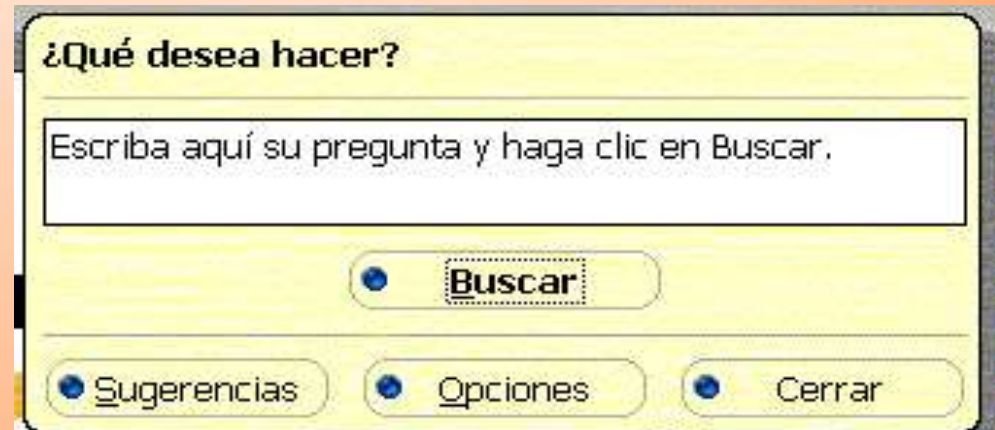 ¿Qué desea hacer?
Escriba aquí su pregunta y haga clic en Buscar.
Buscar
Sugerencias Opciones Cerrar